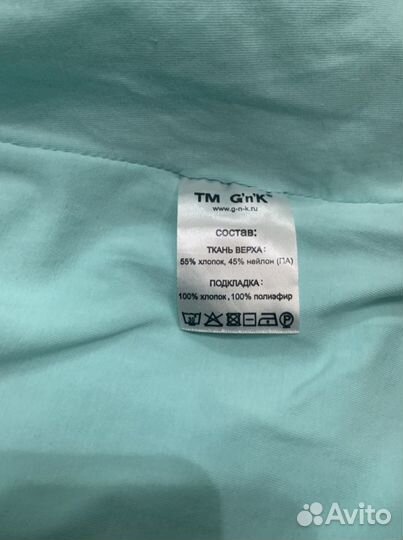 TM G'n'K
www.g-n-k.ru
состав:
ТКАНЬ ВЕРХА:
55% хлопок, 45% нейлон (ПА)
ПОДКЛАДКА:
100% хлопок, 100% полиэфир
Avito